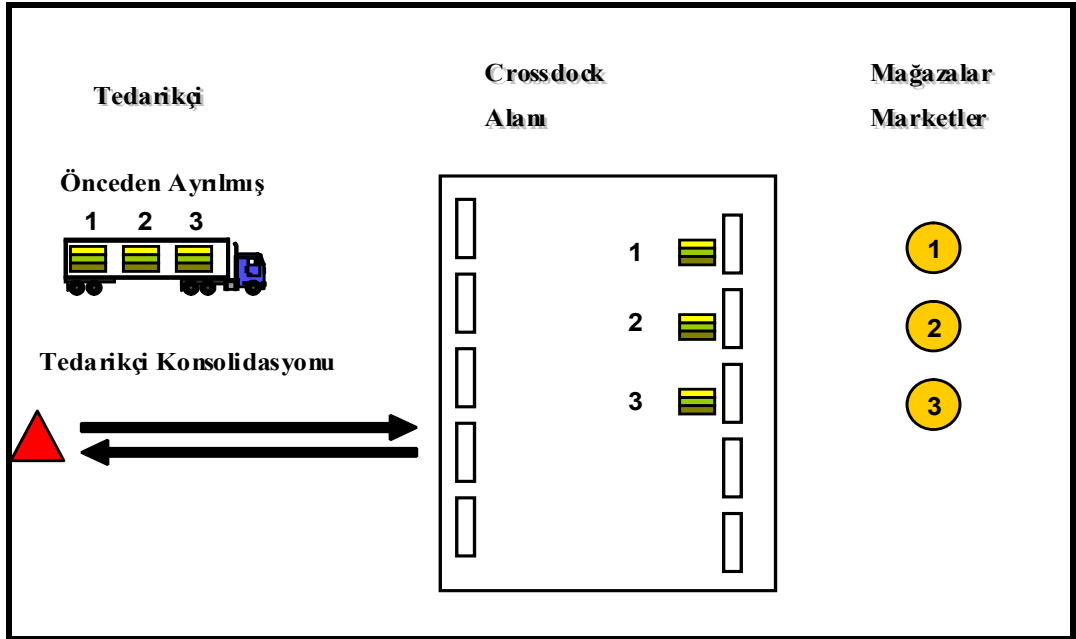 Tedarikçi
Crossdock
Alanı
Mağazalar
Marketler
Önceden Ayrılmış
1 2 3
Tedarikçi Konsolidasyonu
1
2
3
1
2
3